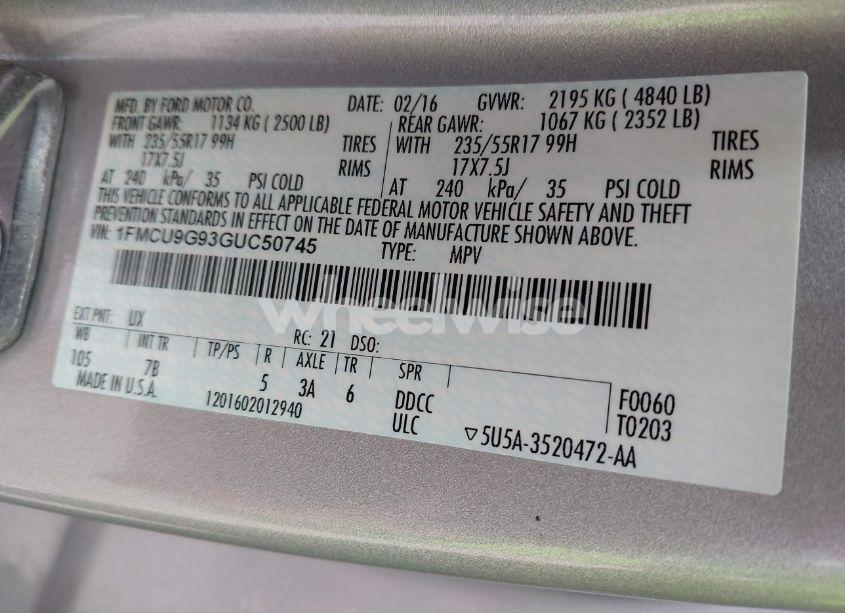 MFD. BY FORD MOTOR CO. DATE: 02/16 GVWR: 2195 KG ( 4840 LB)
FRONT GAWR: 1134 KG ( 2500 LB) REAR GAWR: 1067 KG ( 2352 LB)
WITH 235/55R17 99H TIRES WITH 235/55R17 99H TIRES
17X7.5J RIMS 17X7.5J RIMS
AT 240 kPa/ 35 PSI COLD AT 240 kPa/ 35 PSI COLD
THIS VEHICLE CONFORMS TO ALL APPLICABLE FEDERAL MOTOR VEHICLE SAFETY AND THEFT
PREVENTION STANDARDS IN EFFECT ON THE DATE OF MANUFACTURE SHOWN ABOVE.
VIN: 1FMCU9G93GUC50745 TYPE: MPV
wheelwise
EXT PNT: UX RC: 21 DSO:
WB INT TR TP/PS R AXLE TR SPR
105 7B 5 3A 6 DDCC F0060
MADE IN U.S.A. 1201602012940 ULC T0203
▽5U5A-3520472-AA